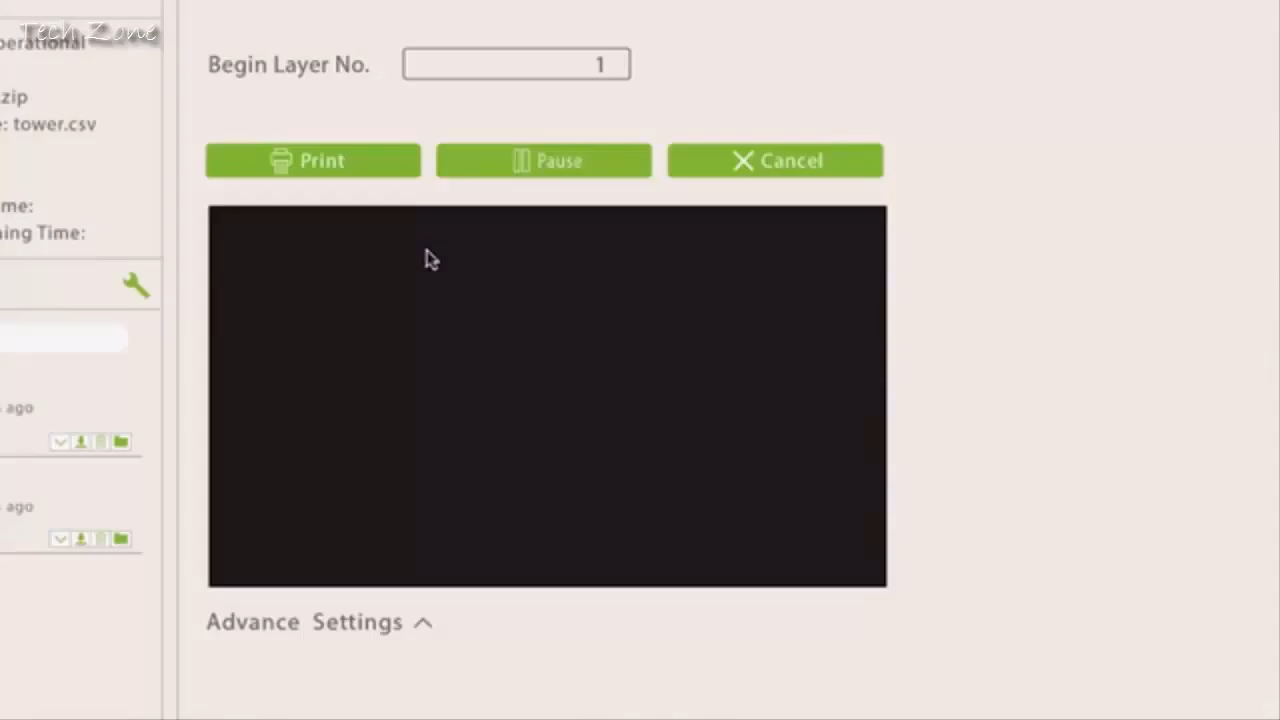 Tech Zone
perational
Begin Layer No. 1
.zip
: tower.csv
Print Pause Cancel
me:
ing Time:
ago
ago
Advance Settings